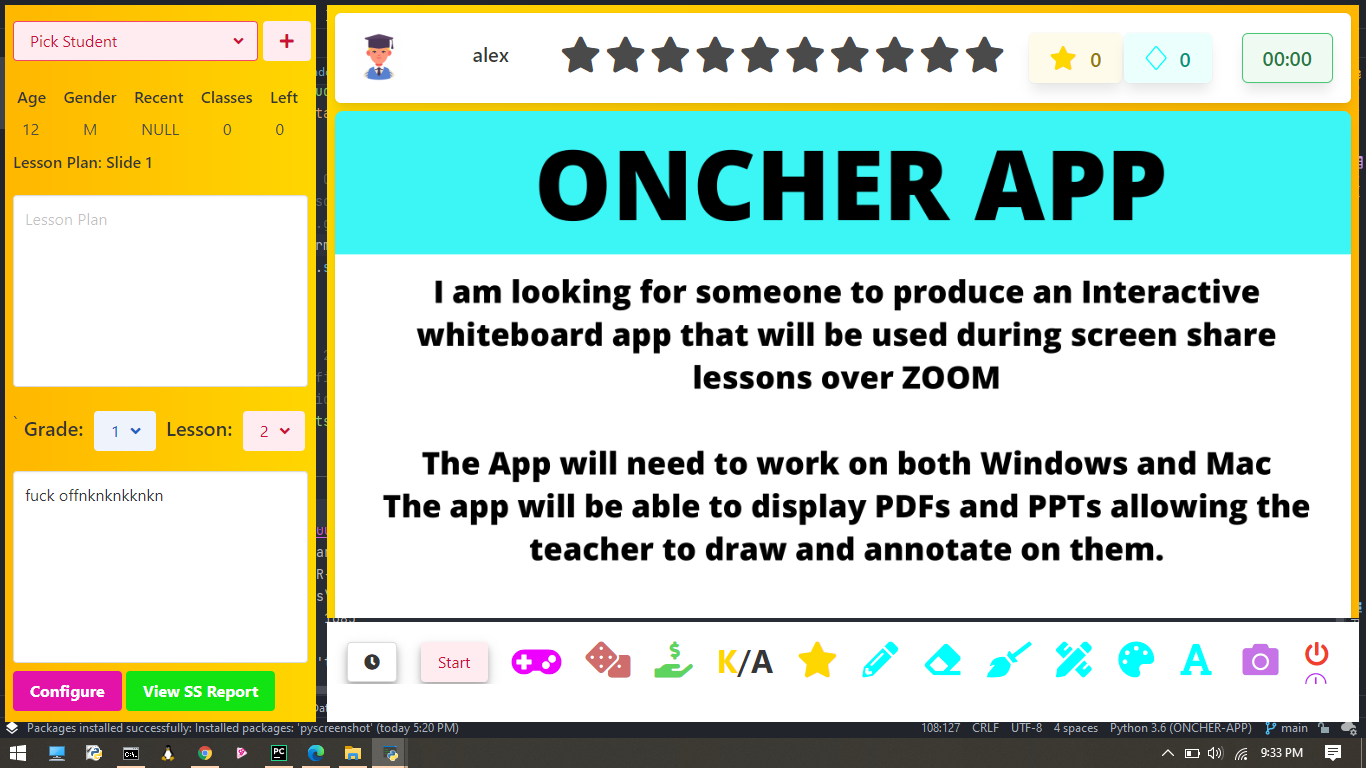 Pick Student
+
Age Gender Recent Classes Left
12 M NULL 0 0
Lesson Plan: Slide 1
Lesson Plan
` Grade: 1 Lesson: 2
fuck offnknknkknkn
Configure View SS Report
alex
0 0 00:00
ONCHER APP
I am looking for someone to produce an Interactive
whiteboard app that will be used during screen share
lessons over ZOOM
The App will need to work on both Windows and Mac
The app will be able to display PDFs and PPTs allowing the
teacher to draw and annotate on them.
Start
$
K/A
A
Packages installed successfully: Installed packages: 'pyscreenshot' (today 5:20 PM)
108:127 CRLF UTF-8 4 spaces Python 3.6 (ONCHER-APP) main
C:\.
PC
9:33 PM